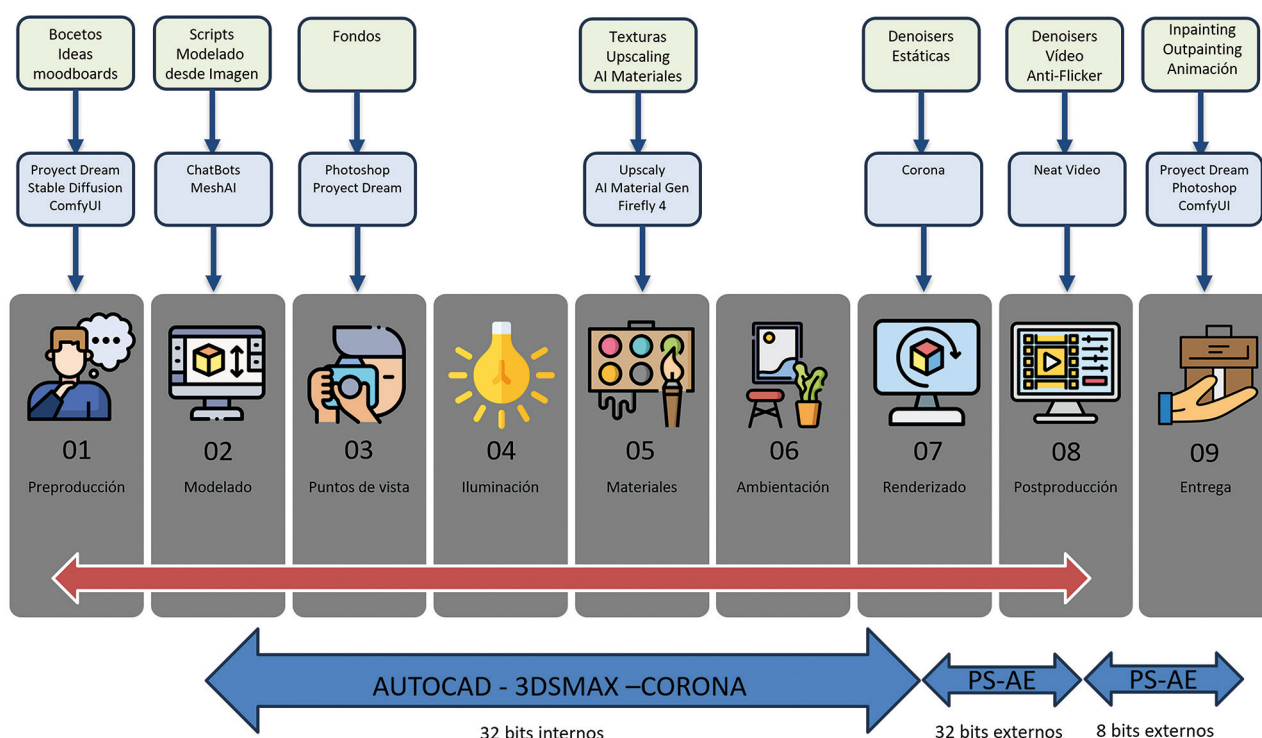 Bocetos
Ideas
moodboards
Scripts
Modelado
desde Imagen
Fondos
Texturas
Upscaling
AI Materiales
Denoisers
Estáticas
Denoisers
Vídeo
Anti-Flicker
Inpainting
Outpainting
Animación
Proyect Dream
Stable Diffusion
ComfyUI
ChatBots
MeshAI
Photoshop
Proyect Dream
Upscaly
AI Material Gen
Firefly 4
Corona
Neat Video
Proyect Dream
Photoshop
ComfyUI
01
Preproducción
02
Modelado
03
Puntos de vista
04
Iluminación
05
Materiales
06
Ambientación
07
Renderizado
08
Postproducción
09
Entrega
AUTOCAD - 3DSMAX –CORONA
PS-AE
PS-AE
32 bits internos
32 bits externos
8 bits externos